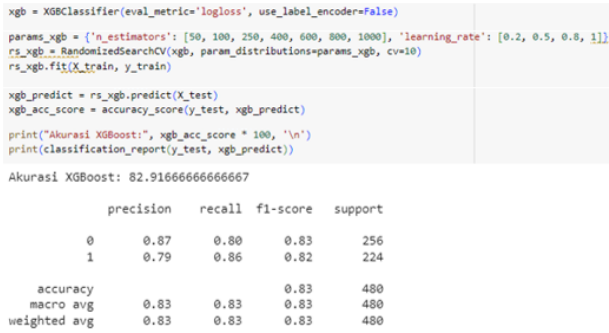 xgb = XGBClassifier(eval_metric='logloss', use_label_encoder=False)
params_xgb = {'n_estimators': [50, 100, 250, 400, 600, 800, 1000], 'learning_rate': [0.2, 0.5, 0.8, 1]}
rs_xgb = RandomizedSearchCV(xgb, param_distributions=params_xgb, cv=10)
rs_xgb.fit(X_train, y_train)
xgb_predict = rs_xgb.predict(X_test)
xgb_acc_score = accuracy_score(y_test, xgb_predict)
print("Akurasi XGBoost:", xgb_acc_score * 100, '\n')
print(classification_report(y_test, xgb_predict))
Akurasi XGBoost: 82.91666666666667
precision recall f1-score support
0 0.87 0.80 0.83 256
1 0.79 0.86 0.82 224
accuracy 0.83 480
macro avg 0.83 0.83 0.83 480
weighted avg 0.83 0.83 0.83 480